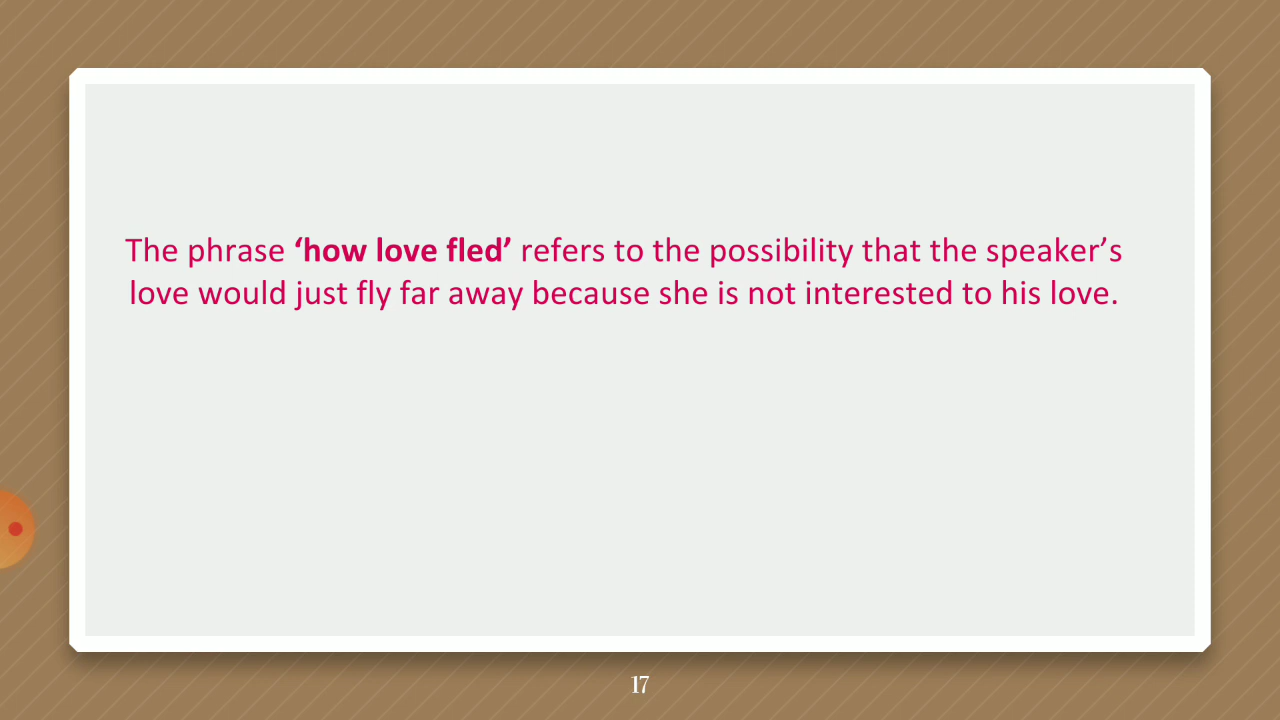 The phrase ‘how love fled’ refers to the possibility that the speaker’s
love would just fly far away because she is not interested to his love.
17